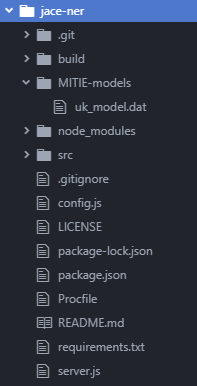 jace-ner
.git
build
MITIE-models
uk_model.dat
node_modules
src
.gitignore
config.js
LICENSE
package-lock.json
package.json
Procfile
README.md
requirements.txt
server.js